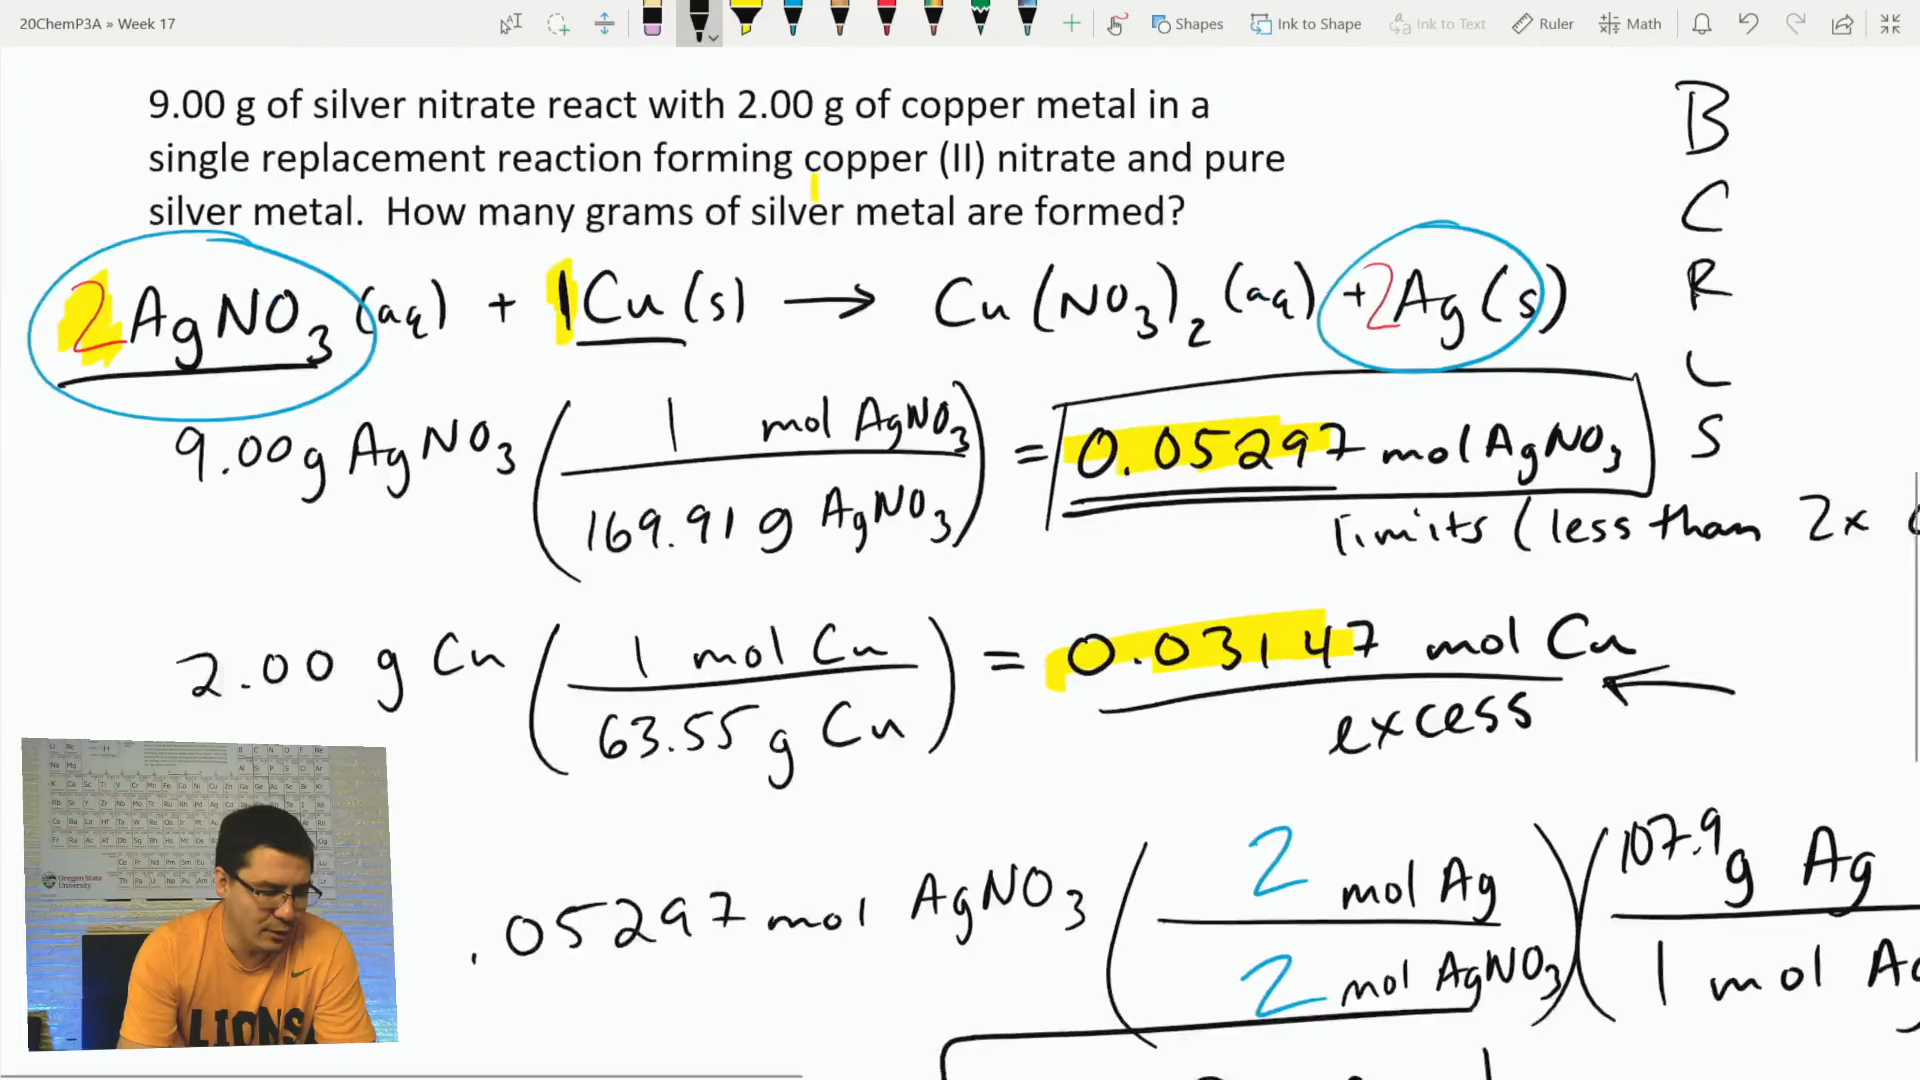 20ChemP3A » Week 17
Shapes
Ink to Shape
Ink to Text
Ruler
Math
9.00 g of silver nitrate react with 2.00 g of copper metal in a
single replacement reaction forming copper (II) nitrate and pure
silver metal. How many grams of silver metal are formed?
B
C
R
L
S
2AgNO3 (aq) + 1Cu(s) → Cu(NO3)2 (aq) +2Ag(s)
9.00g AgNO3 (1 mol AgNO3 / 169.91 g AgNO3) = 0.05297 mol AgNO3
limits (less than 2x
2.00 g Cu (1 mol Cu / 63.55 g Cu) = 0.03147 mol Cu
excess
.05297 mol AgNO3 (2 mol Ag / 2 mol AgNO3)(107.9 g Ag / 1 mol Ag
Oregon State
University
LIONS